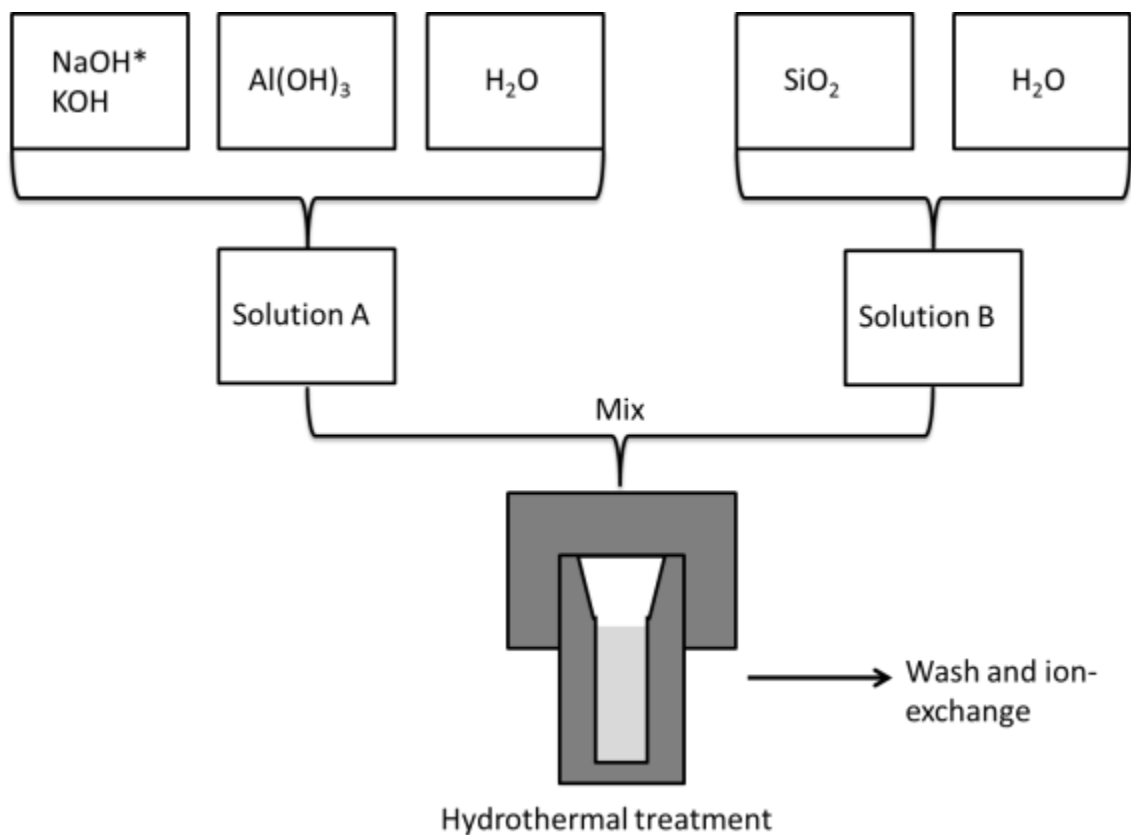 NaOH*
KOH
Al(OH)₃
H₂O
SiO₂
H₂O
Solution A
Solution B
Mix
Wash and ion-
exchange
Hydrothermal treatment